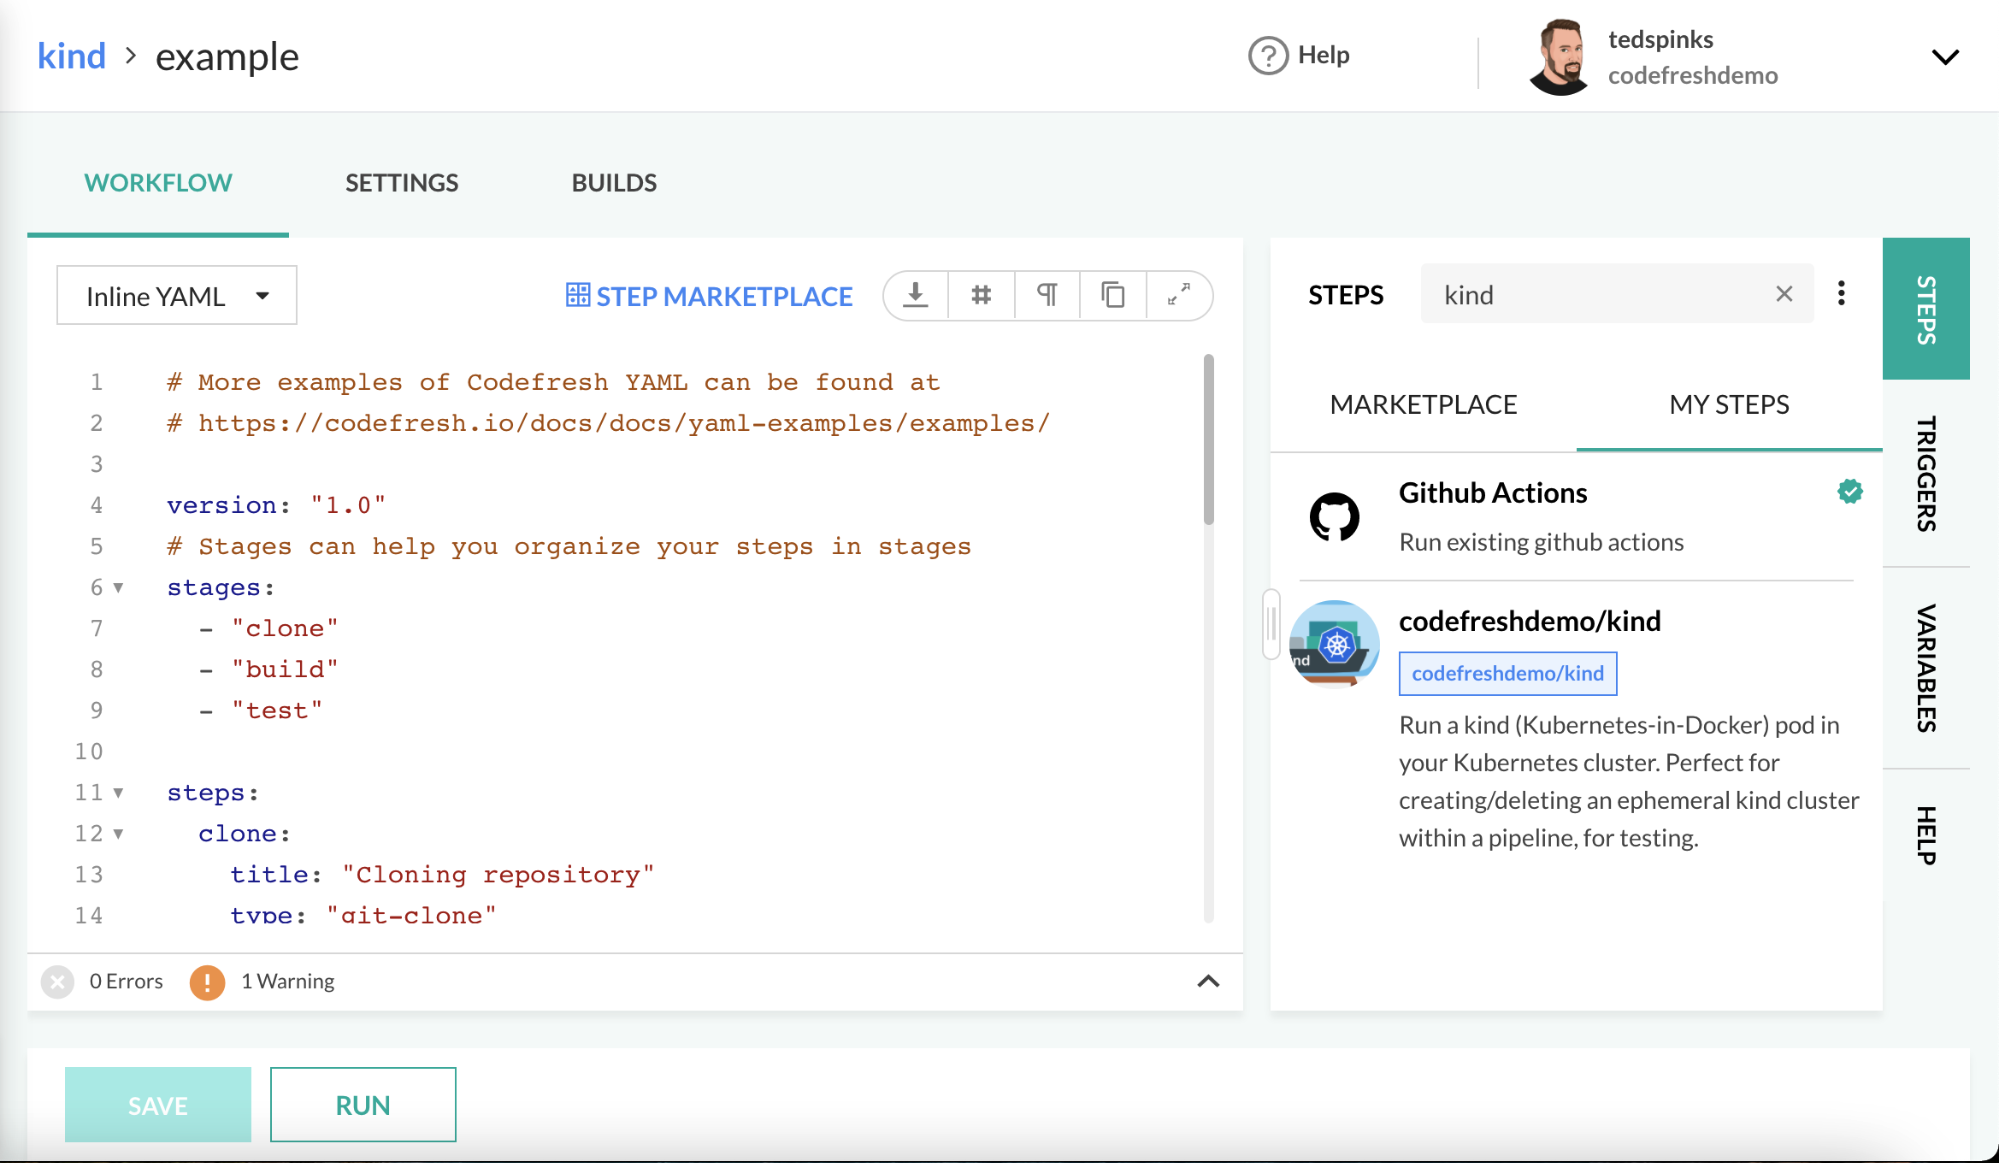 kind > example
Help
tedspinks
codefreshdemo
WORKFLOW
SETTINGS
BUILDS
Inline YAML
STEP MARKETPLACE
1 # More examples of Codefresh YAML can be found at
2 # https://codefresh.io/docs/docs/yaml-examples/examples/
3
4 version: "1.0"
5 # Stages can help you organize your steps in stages
6 stages:
7 - "clone"
8 - "build"
9 - "test"
10
11 steps:
12 clone:
13 title: "Cloning repository"
14 type: "git-clone"
0 Errors
1 Warning
SAVE
RUN
STEPS
kind
MARKETPLACE
MY STEPS
Github Actions
Run existing github actions
nd
codefreshdemo/kind
codefreshdemo/kind
Run a kind (Kubernetes-in-Docker) pod in
your Kubernetes cluster. Perfect for
creating/deleting an ephemeral kind cluster
within a pipeline, for testing.
STEPS
TRIGGERS
VARIABLES
HELP